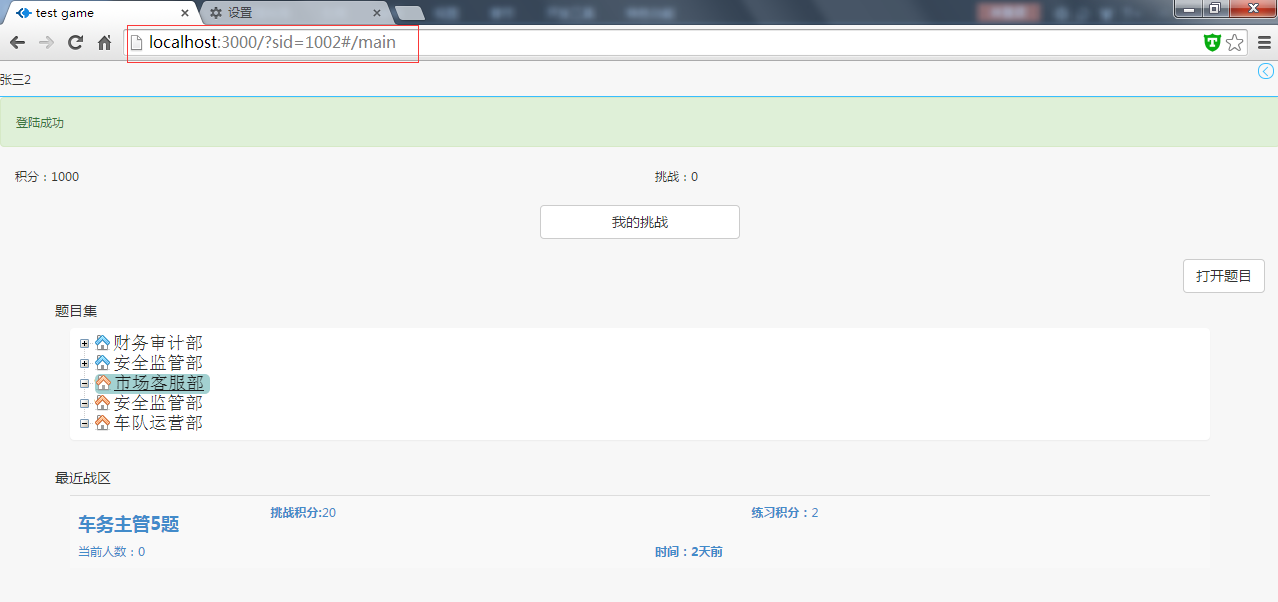 test game
设置
localhost:3000/?sid=1002#/main
张三2
登陆成功
积分：1000 挑战：0
我的挑战
打开题目
题目集
财务审计部
安全监管部
市场客服部
安全监管部
车队运营部
最近战区
车务主管5题 挑战积分:20 练习积分：2
当前人数：0 时间：2天前